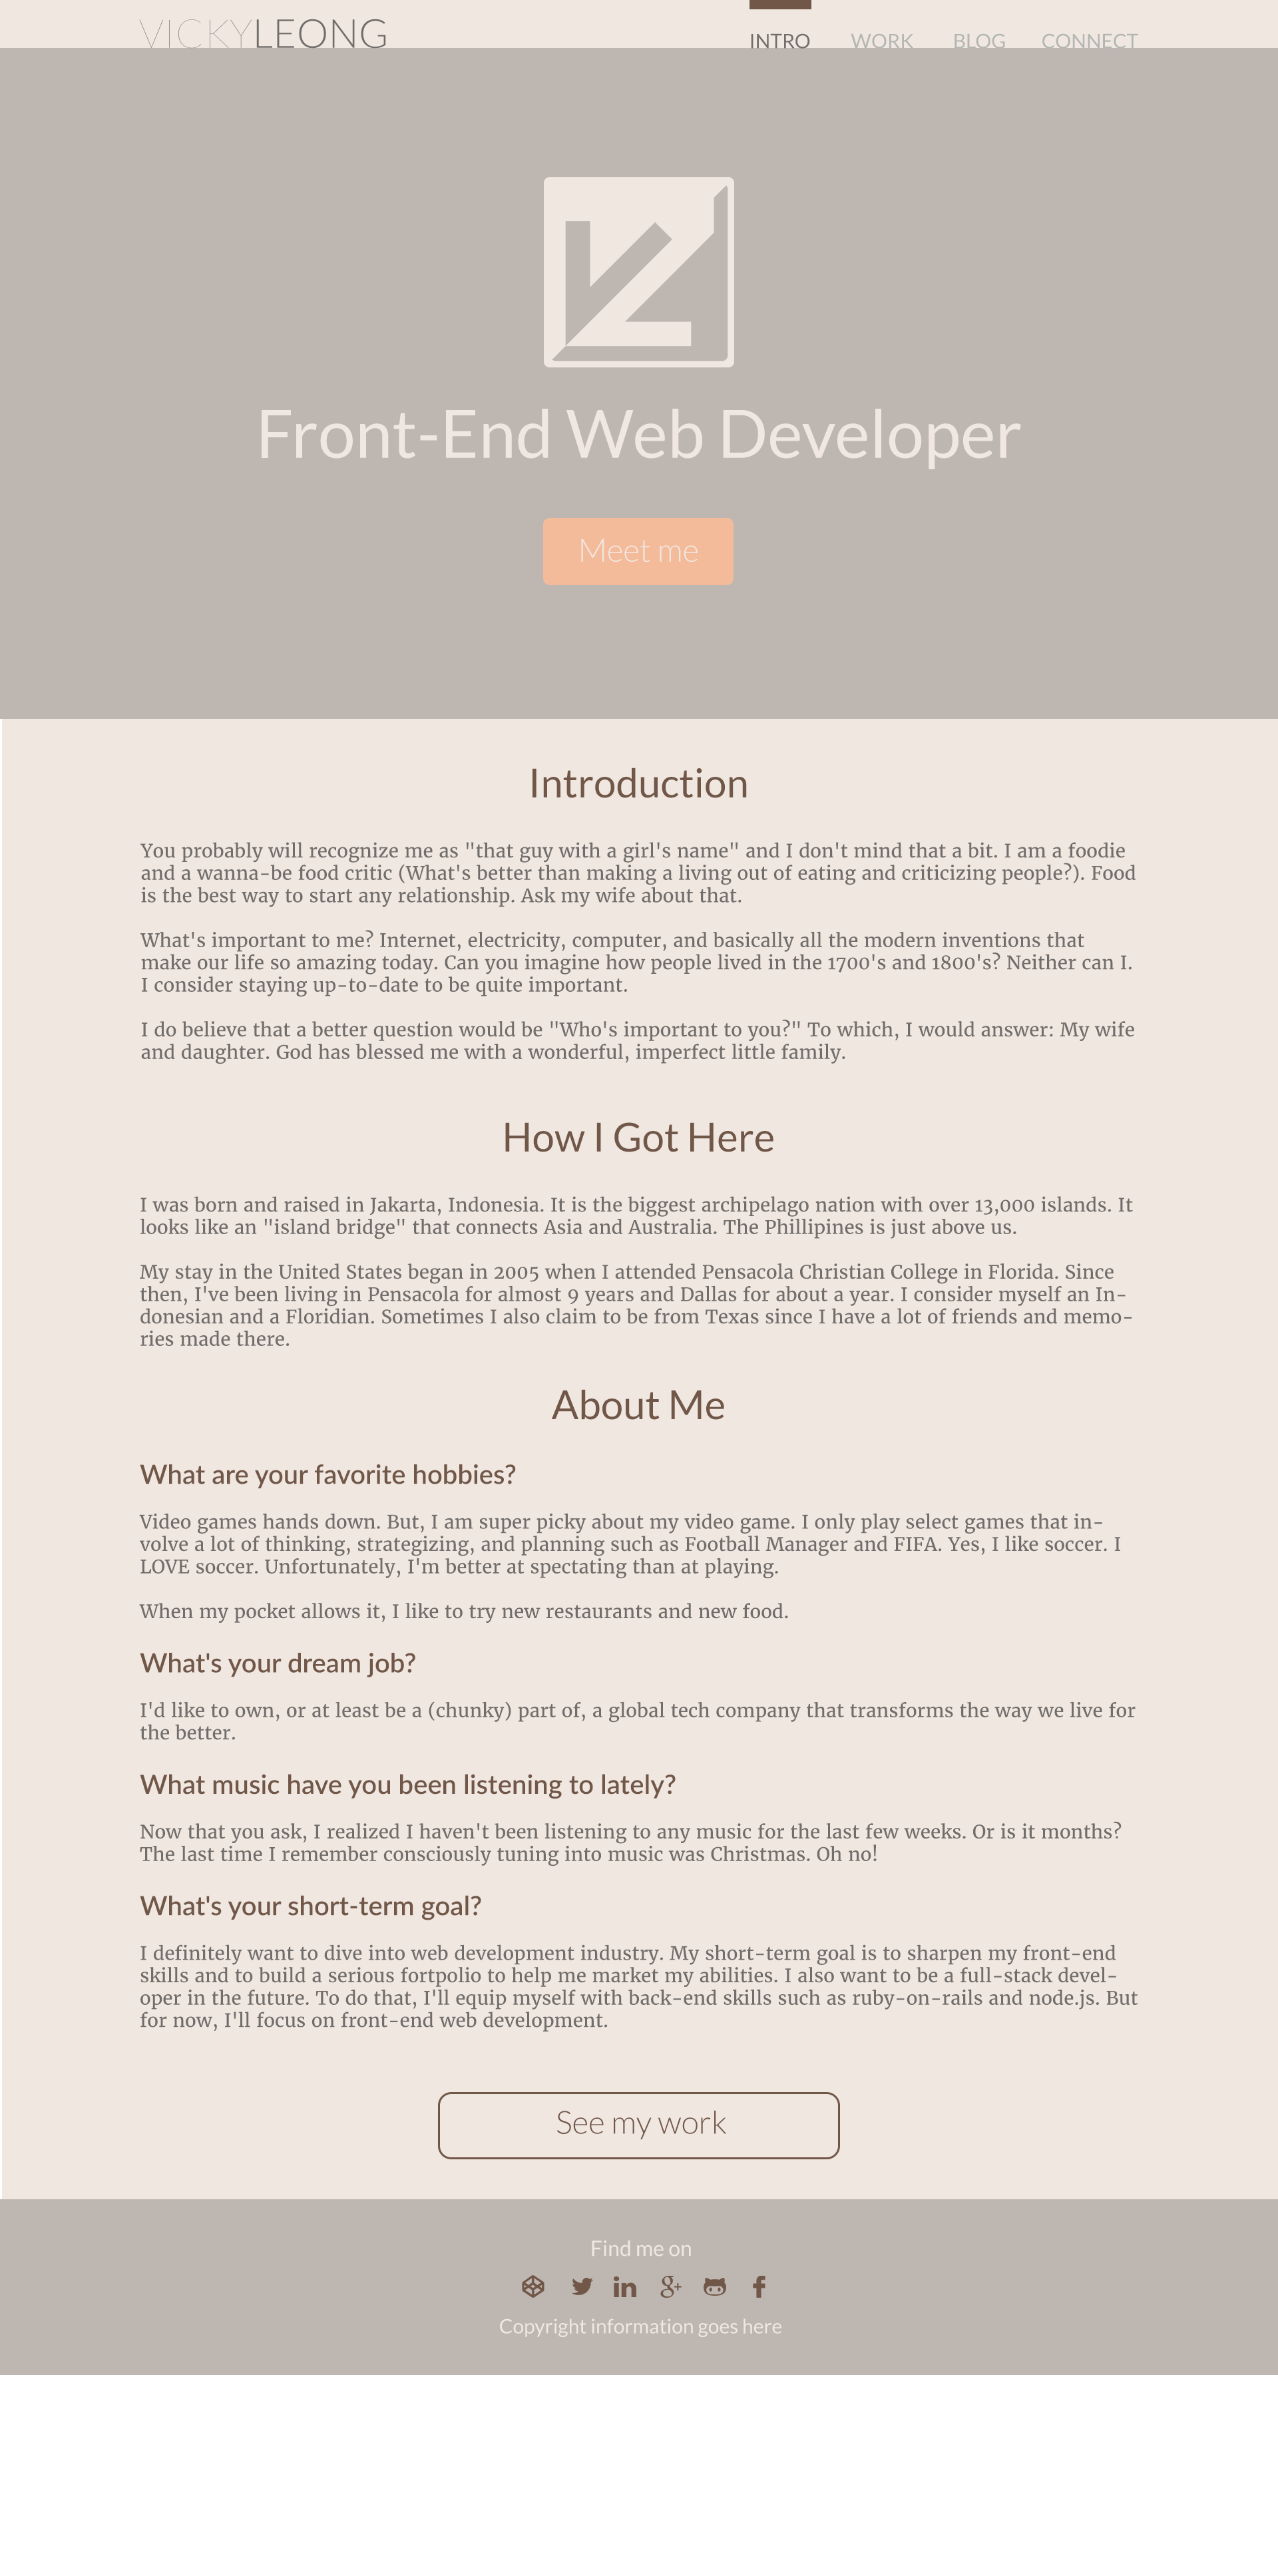 VICKYLEONG
INTRO WORK BLOG CONNECT
Front-End Web Developer
Meet me
Introduction
You probably will recognize me as "that guy with a girl's name" and I don't mind that a bit. I am a foodie
and a wanna-be food critic (What's better than making a living out of eating and criticizing people?). Food
is the best way to start any relationship. Ask my wife about that.
What's important to me? Internet, electricity, computer, and basically all the modern inventions that
make our life so amazing today. Can you imagine how people lived in the 1700's and 1800's? Neither can I.
I consider staying up-to-date to be quite important.
I do believe that a better question would be "Who's important to you?" To which, I would answer: My wife
and daughter. God has blessed me with a wonderful, imperfect little family.
How I Got Here
I was born and raised in Jakarta, Indonesia. It is the biggest archipelago nation with over 13,000 islands. It
looks like an "island bridge" that connects Asia and Australia. The Phillipines is just above us.
My stay in the United States began in 2005 when I attended Pensacola Christian College in Florida. Since
then, I've been living in Pensacola for almost 9 years and Dallas for about a year. I consider myself an In-
donesian and a Floridian. Sometimes I also claim to be from Texas since I have a lot of friends and memo-
ries made there.
About Me
What are your favorite hobbies?
Video games hands down. But, I am super picky about my video game. I only play select games that in-
volve a lot of thinking, strategizing, and planning such as Football Manager and FIFA. Yes, I like soccer. I
LOVE soccer. Unfortunately, I'm better at spectating than at playing.
When my pocket allows it, I like to try new restaurants and new food.
What's your dream job?
I'd like to own, or at least be a (chunky) part of, a global tech company that transforms the way we live for
the better.
What music have you been listening to lately?
Now that you ask, I realized I haven't been listening to any music for the last few weeks. Or is it months?
The last time I remember consciously tuning into music was Christmas. Oh no!
What's your short-term goal?
I definitely want to dive into web development industry. My short-term goal is to sharpen my front-end
skills and to build a serious fortpolio to help me market my abilities. I also want to be a full-stack devel-
oper in the future. To do that, I'll equip myself with back-end skills such as ruby-on-rails and node.js. But
for now, I'll focus on front-end web development.
See my work
Find me on
Copyright information goes here